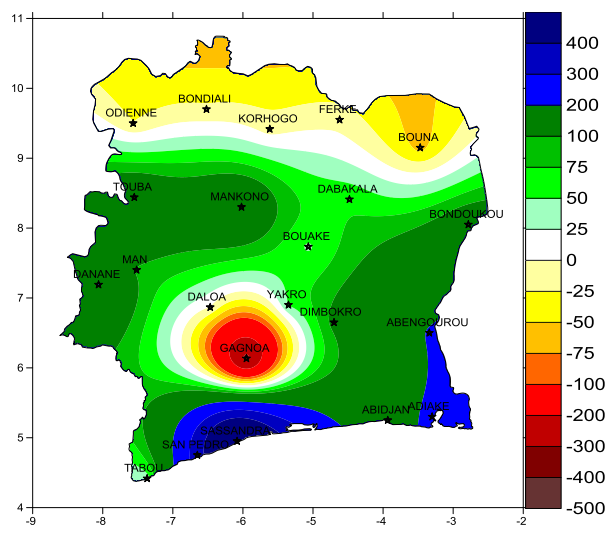 11
10
9
8
7
6
5
4
-9
-8
-7
-6
-5
-4
-3
-2
ODIENNE
BONDIALI
KORHOGO
FERKE
BOUNA
TOUBA
MANKONO
DABAKALA
BONDOUKOU
BOUAKE
MAN
DANANE
DALOA
YAKRO
DIMBOKRO
ABENGOUROU
GAGNOA
ABIDJAN
ADIAKE
SASSANDRA
SAN PEDRO
TABOU
400
300
200
100
75
50
25
0
-25
-50
-75
-100
-200
-300
-400
-500